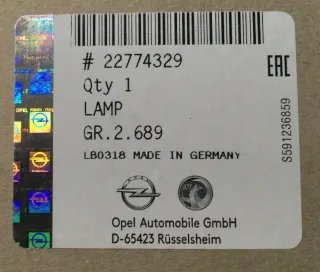 # 22774329
Qty 1
LAMP
GR.2.689
LB0318 MADE IN GERMANY
Opel Automobile GmbH
D-65423 Rüsselsheim
EAC
S591236859